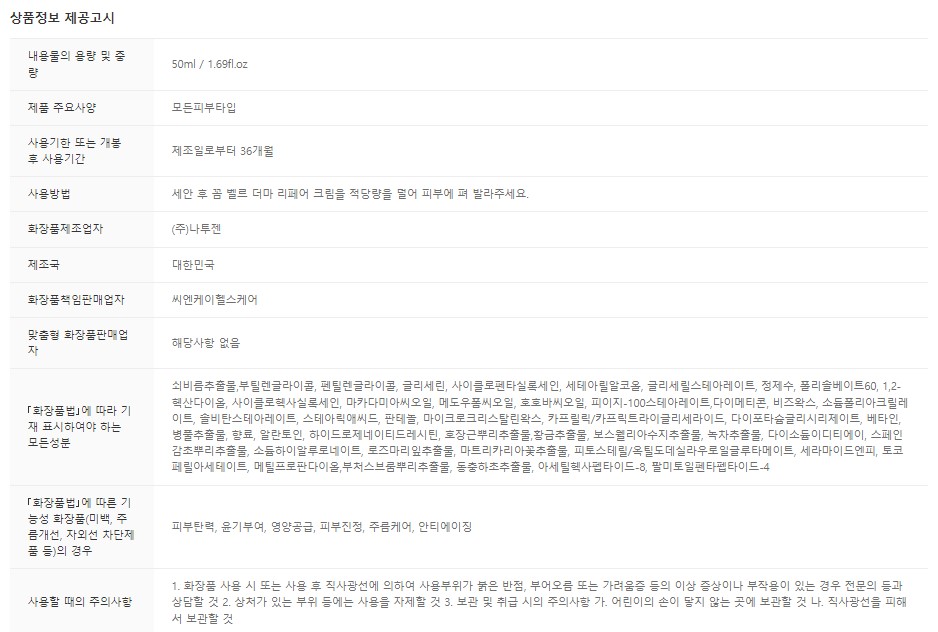 상품정보 제공고시
내용물의 용량 및 중
량
50ml / 1.69fl.oz
제품 주요사양
모든피부타입
사용기한 또는 개봉
후 사용기간
제조일로부터 36개월
사용방법
세안 후 꼼 벨르 더마 리페어 크림을 적당량을 덜어 피부에 펴 발라주세요.
화장품제조업자
(주)나투젠
제조국
대한민국
화장품책임판매업자
씨엔케이헬스케어
맞춤형 화장품판매업
자
해당사항 없음
「화장품법」에 따라 기
재 표시하여야 하는
모든성분
쇠비름추출물,부틸렌글라이콜, 펜틸렌글라이콜, 글리세린, 사이클로펜타실록세인, 세테아릴알코올, 글리세릴스테아레이트, 정제수, 폴리솔베이트60, 1,2-
헥산다이올, 사이클로헥사실록세인, 마카다미아씨오일, 메도우폼씨오일, 호호바씨오일, 피이지-100스테아레이트,다이메티콘, 비즈왁스, 소듐폴리아크릴레
이트, 솔비탄스테아레이트, 스테아릭애씨드, 판테놀, 마이크로크리스탈린왁스, 카프릴릭/카프릭트라이글리세라이드, 다이포타슘글리시리제이트, 베타인,
병풀추출물, 향료, 알란토인, 하이드로제네이티드레시틴, 호장근뿌리추출물,황금추출물, 보스웰리아수지추출물, 녹차추출물, 다이소듐이디티에이, 스페인
감초뿌리추출물, 소듐하이알루로네이트, 로즈마리잎추출물, 마트리카리아꽃추출물, 피토스테릴/옥틸도데실라우로일글루타메이트, 세라마이드엔피, 토코
페릴아세테이트, 메틸프로판다이올,부처스브룸뿌리추출물, 동충하초추출물, 아세틸헥사펩타이드-8, 팔미토일펜타펩타이드-4
「화장품법」에 따른 기
능성 화장품(미백, 주
름개선, 자외선 차단제
품 등)의 경우
피부탄력, 윤기부여, 영양공급, 피부진정, 주름케어, 안티에이징
사용할 때의 주의사항
1. 화장품 사용 시 또는 사용 후 직사광선에 의하여 사용부위가 붉은 반점, 부어오름 또는 가려움증 등의 이상 증상이나 부작용이 있는 경우 전문의 등과
상담할 것 2. 상처가 있는 부위 등에는 사용을 자제할 것 3. 보관 및 취급 시의 주의사항 가. 어린이의 손이 닿지 않는 곳에 보관할 것 나. 직사광선을 피해
서 보관할 것